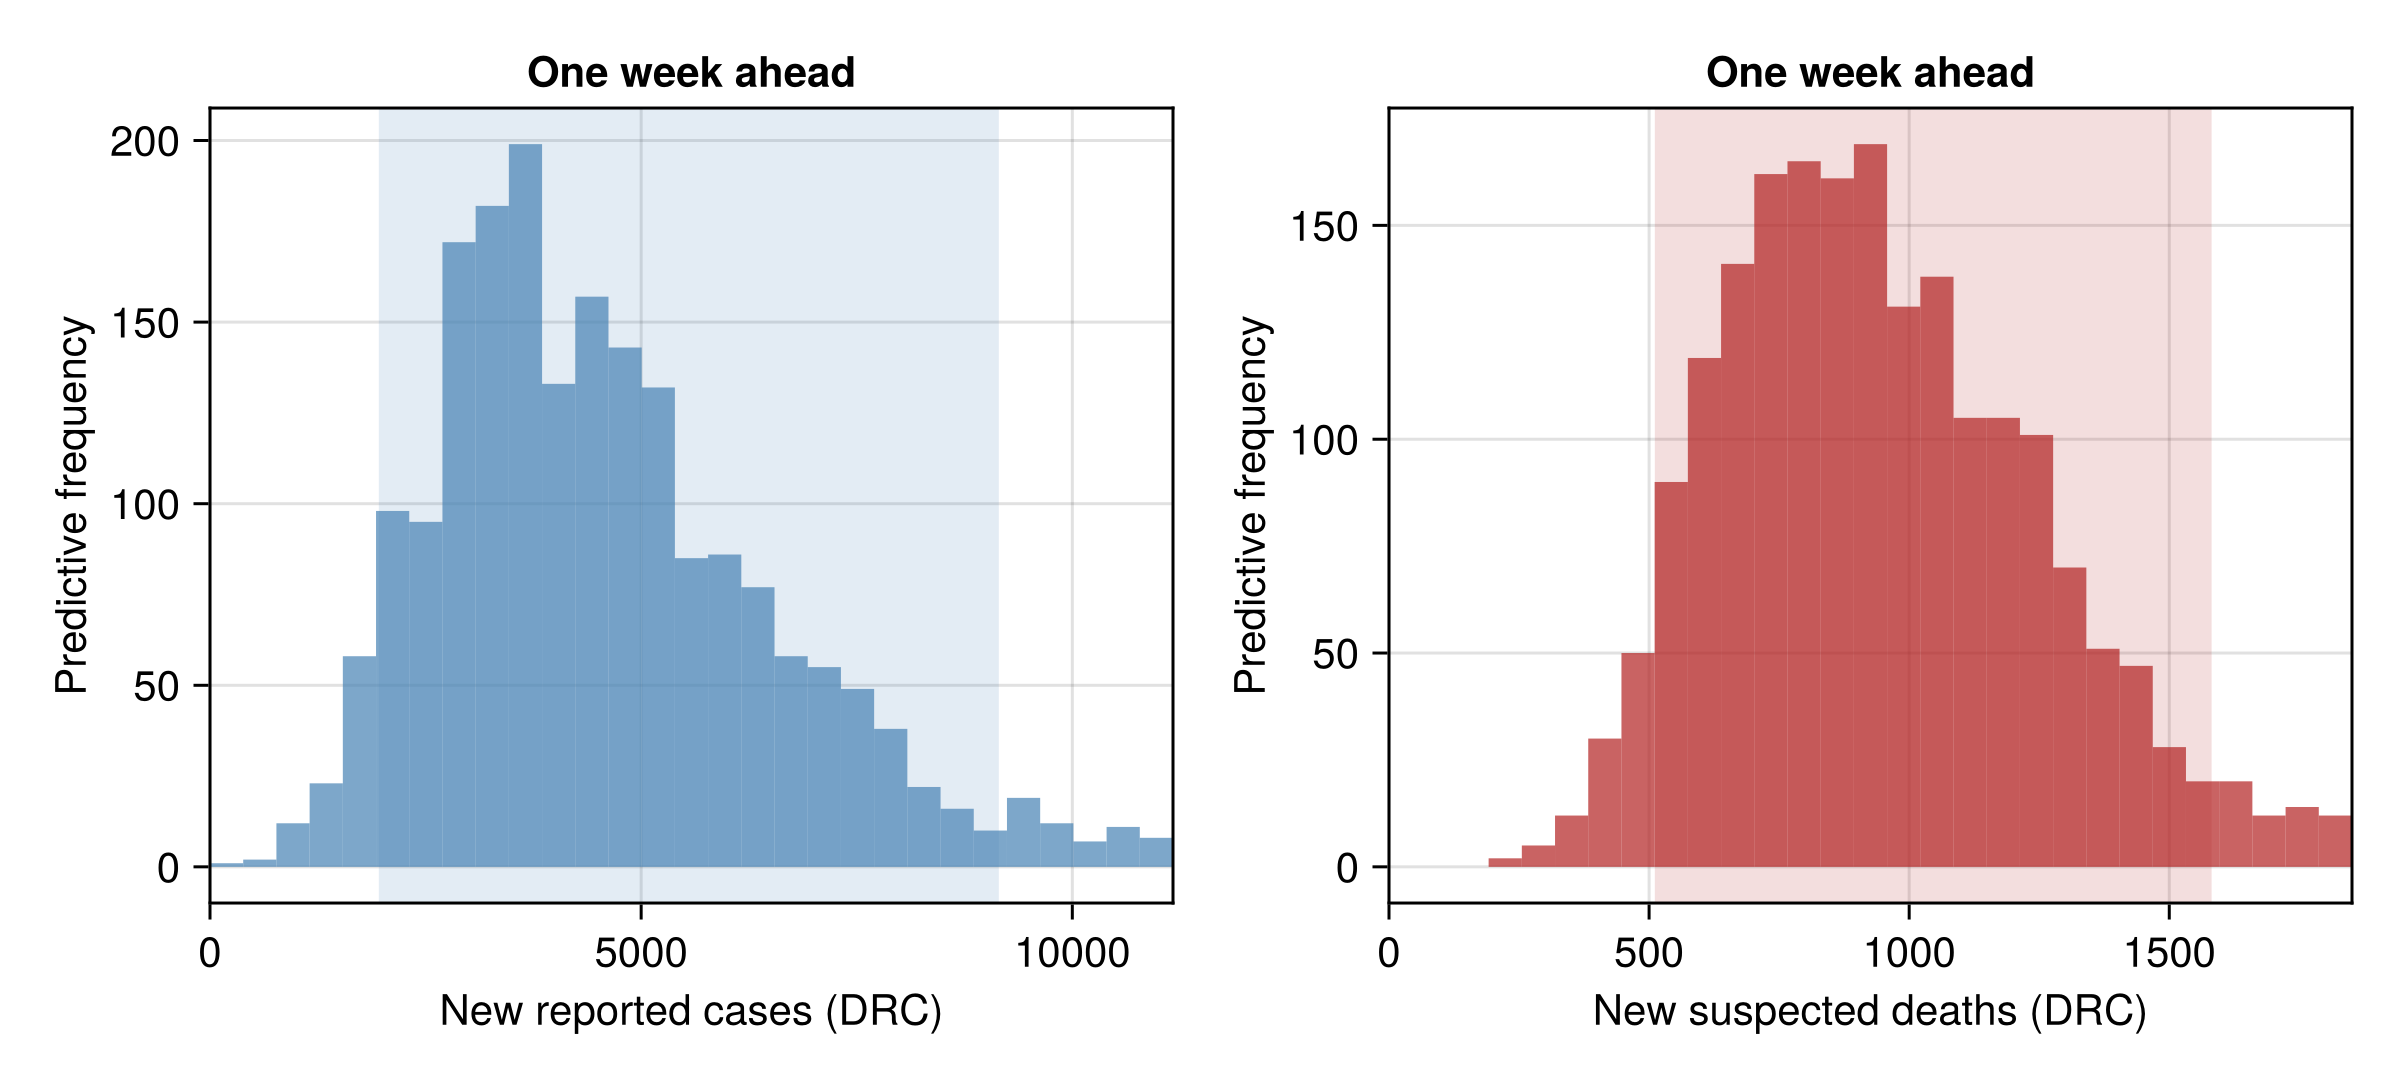 One week ahead
200
150
100
50
0
Predictive frequency
0 5000 10000
New reported cases (DRC)
One week ahead
150
100
50
0
Predictive frequency
0 500 1000 1500
New suspected deaths (DRC)